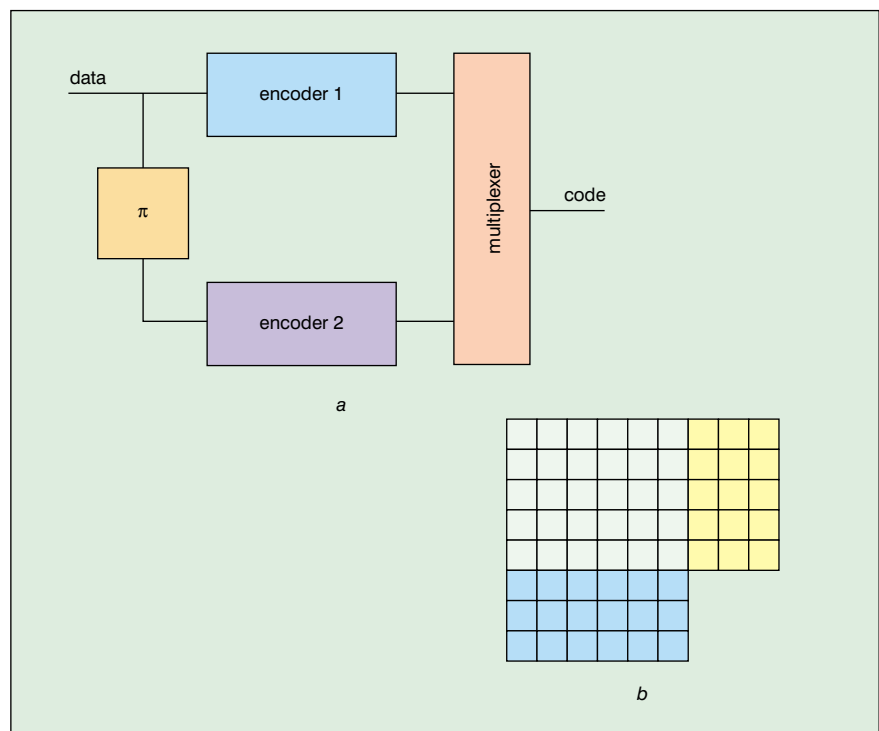 data
encoder 1
multiplexer
code
π
encoder 2
a
b